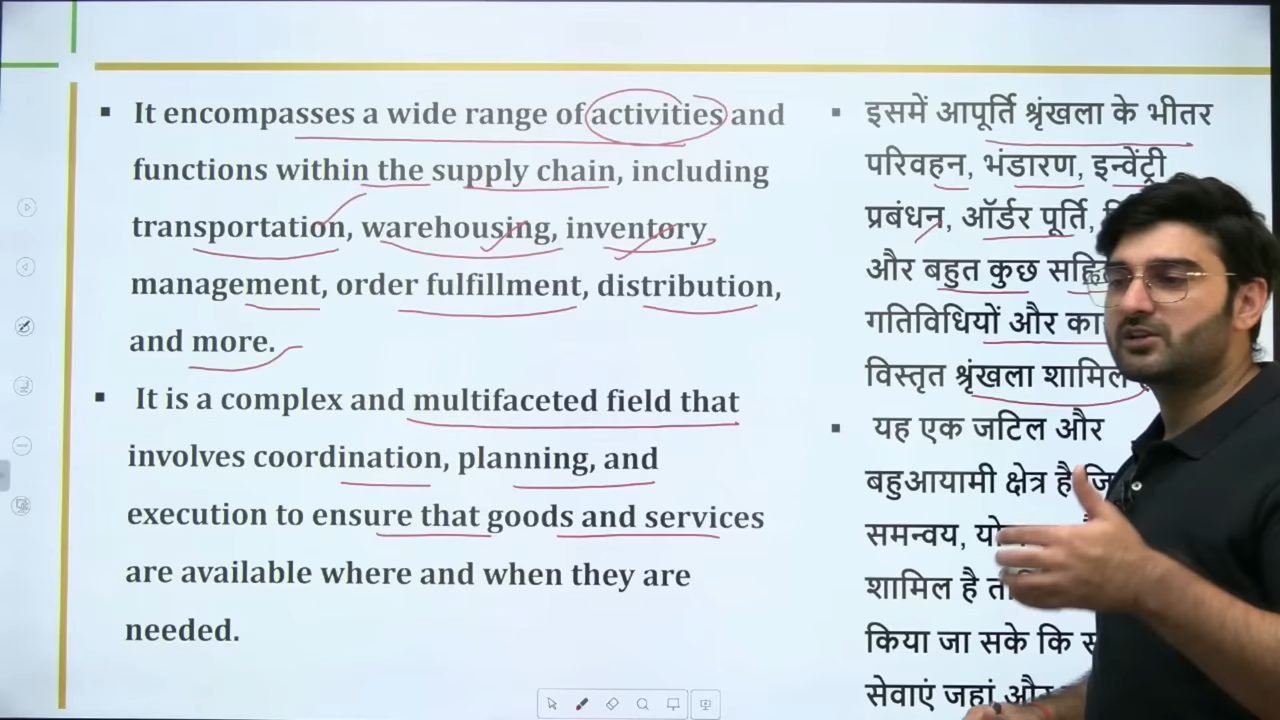 It encompasses a wide range of activities and
functions within the supply chain, including
transportation, warehousing, inventory
management, order fulfillment, distribution,
and more.
It is a complex and multifaceted field that
involves coordination, planning, and
execution to ensure that goods and services
are available where and when they are
needed.
इसमें आपूर्ति श्रृंखला के भीतर
परिवहन, भंडारण, इन्वेंट्री
प्रबंधन, ऑर्डर पूर्ति,
और बहुत कुछ सहित
गतिविधियों और
विस्तृत श्रृंखला शामिल
यह एक जटिल और
बहुआयामी क्षेत्र है
समन्वय,
शामिल है
किया जा सके कि
सेवाएं जहां और